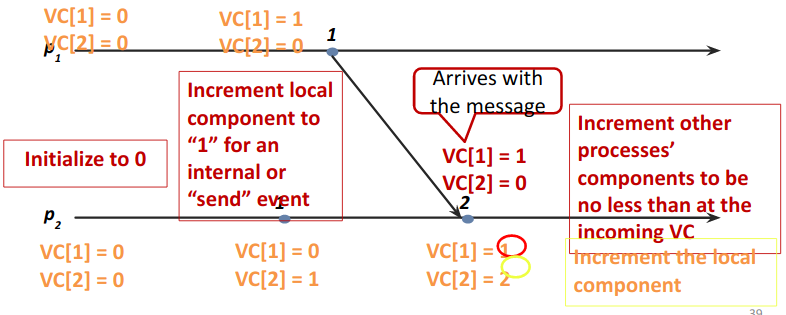 VC[1] = 0
VC[2] = 0
VC[1] = 1
VC[2] = 0
1
p1
Arrives with
the message
Increment local
component to
“1” for an
internal or
“send” event
Increment other
processes’
components to be
no less than at the
incoming VC
Initialize to 0
VC[1] = 1
VC[2] = 0
1
2
p2
VC[1] = 0
VC[2] = 0
VC[1] = 0
VC[2] = 1
VC[1] = 1
VC[2] = 2
Increment the local
component
39